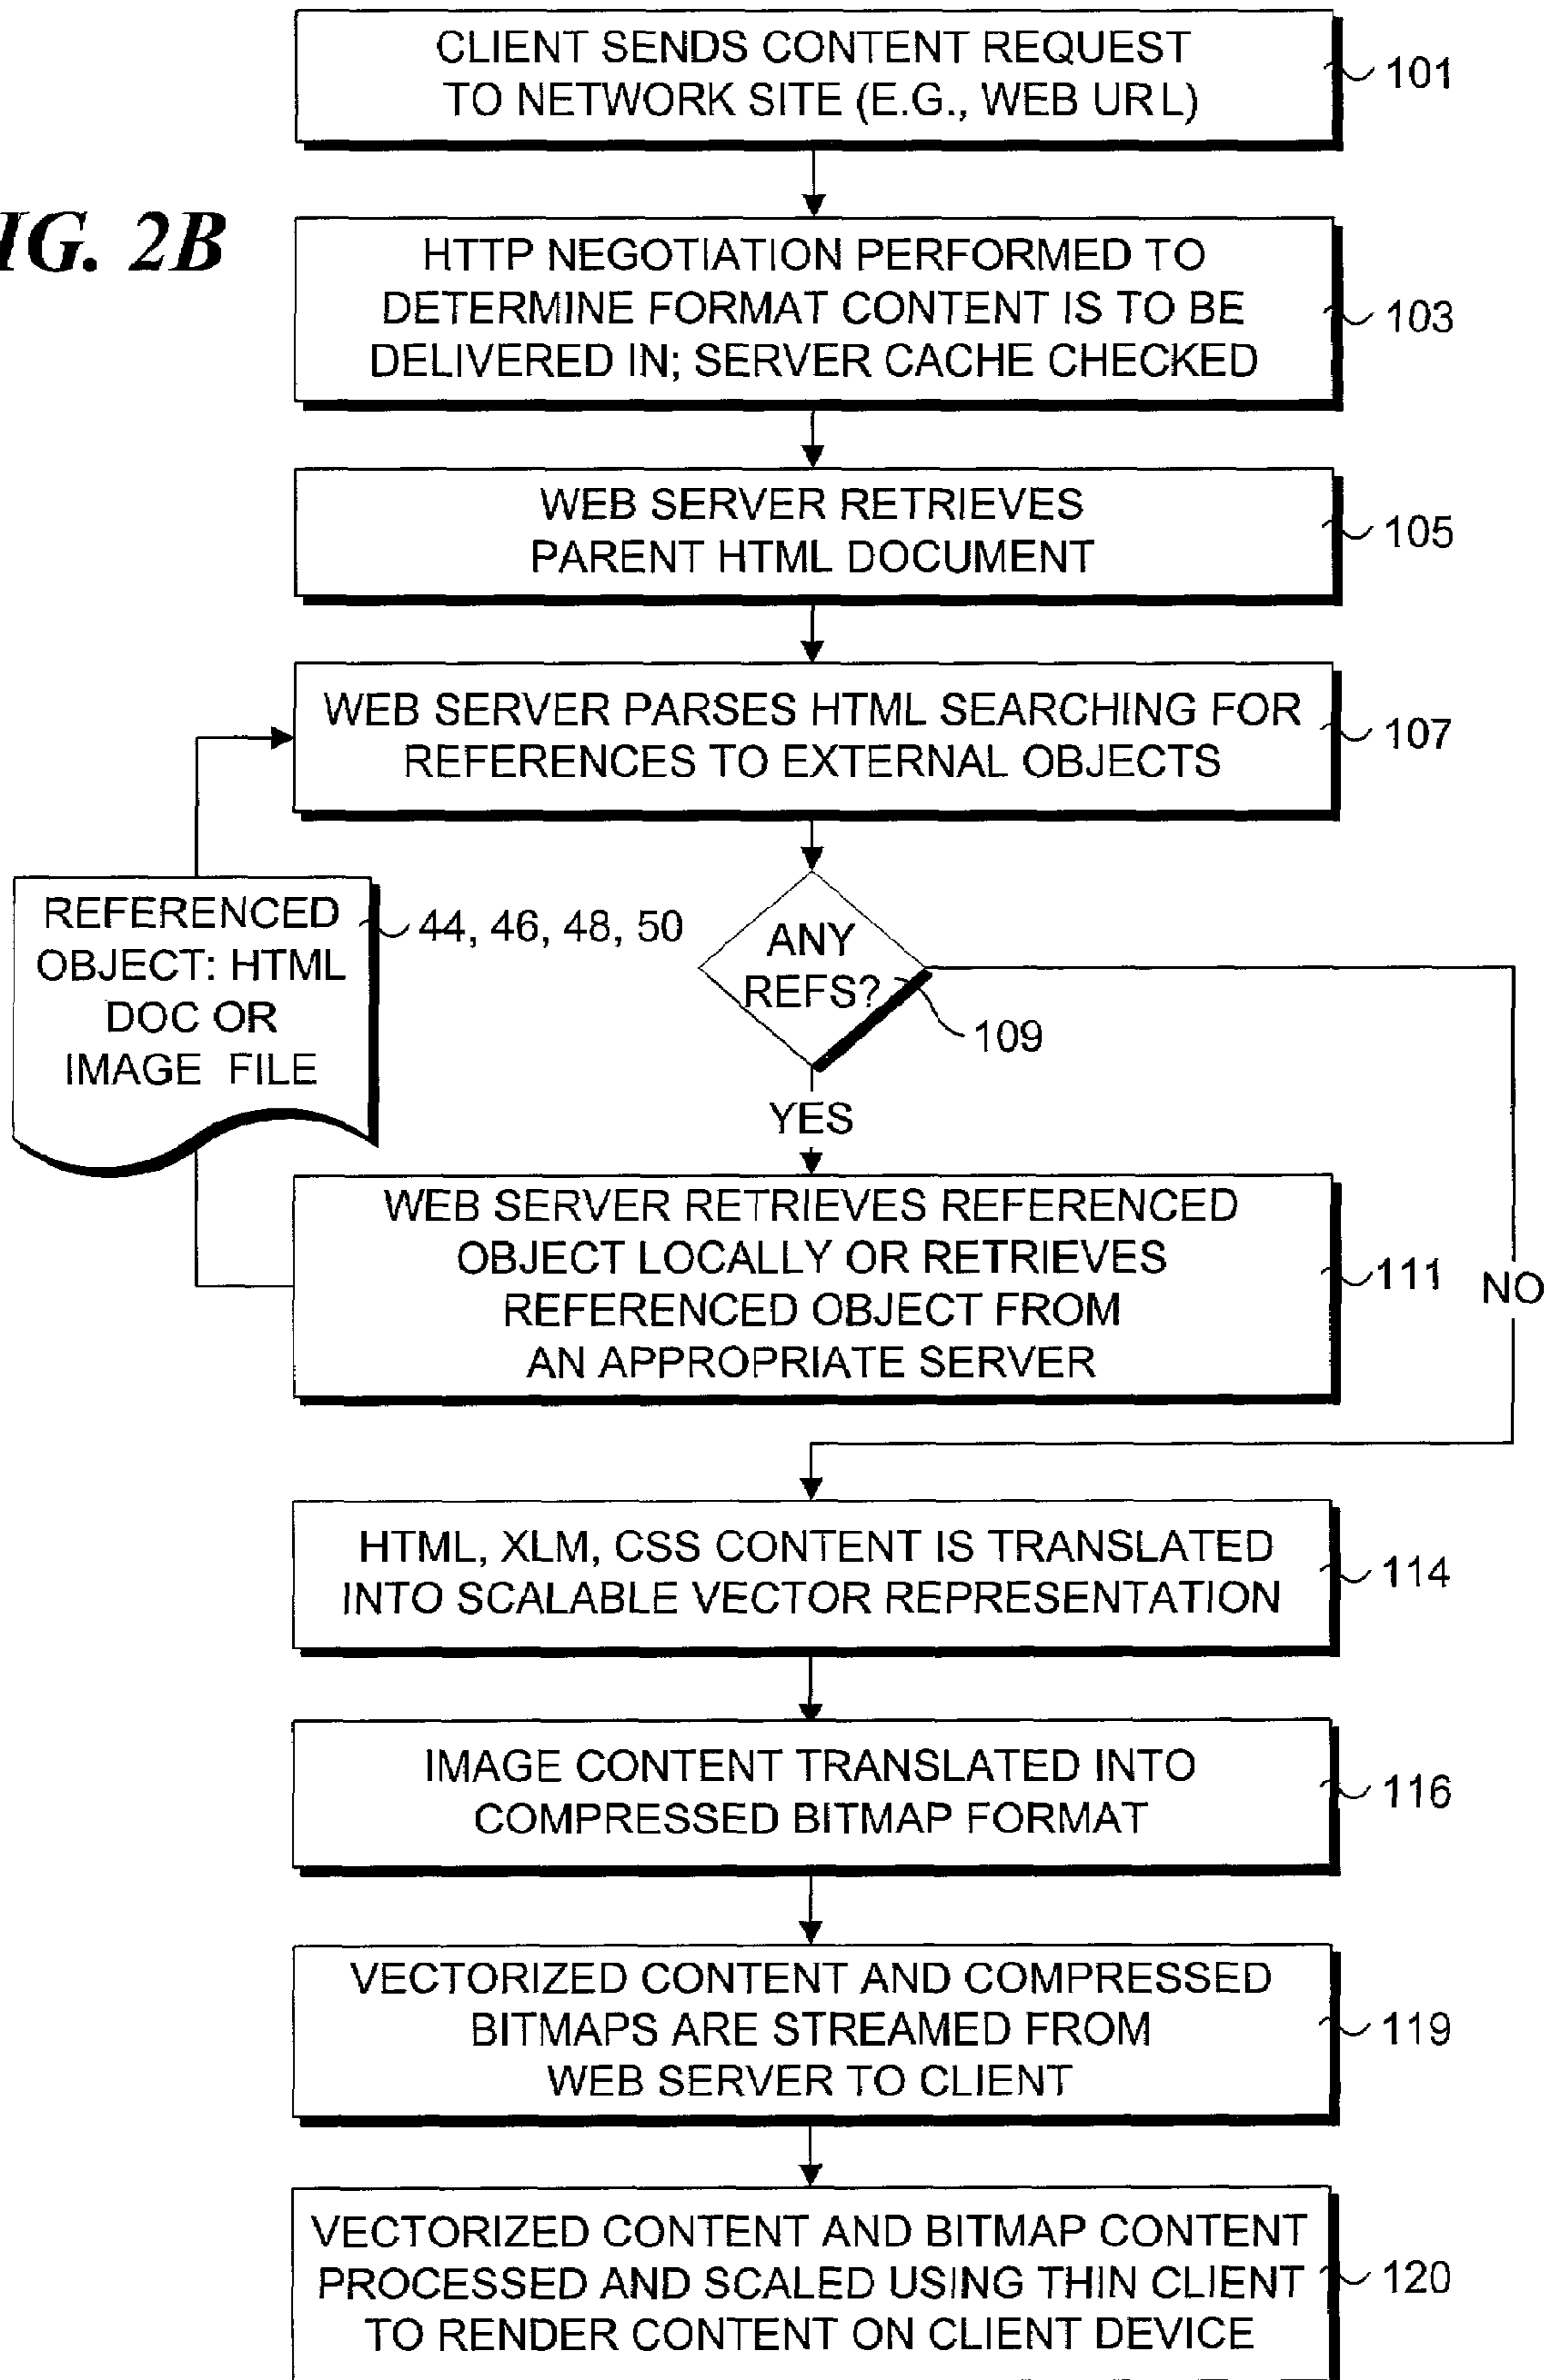 CLIENT SENDS CONTENT REQUEST
TO NETWORK SITE (E.G., WEB URL)
101
IG. 2B
HTTP NEGOTIATION PERFORMED TO
DETERMINE FORMAT CONTENT IS TO BE
DELIVERED IN; SERVER CACHE CHECKED
103
WEB SERVER RETRIEVES
PARENT HTML DOCUMENT
105
WEB SERVER PARSES HTML SEARCHING FOR
REFERENCES TO EXTERNAL OBJECTS
107
REFERENCED
OBJECT: HTML
DOC OR
IMAGE FILE
44, 46, 48, 50
ANY
REFS?
109
YES
WEB SERVER RETRIEVES REFERENCED
OBJECT LOCALLY OR RETRIEVES
REFERENCED OBJECT FROM
AN APPROPRIATE SERVER
111
NO
HTML, XLM, CSS CONTENT IS TRANSLATED
INTO SCALABLE VECTOR REPRESENTATION
114
IMAGE CONTENT TRANSLATED INTO
COMPRESSED BITMAP FORMAT
116
VECTORIZED CONTENT AND COMPRESSED
BITMAPS ARE STREAMED FROM
WEB SERVER TO CLIENT
119
VECTORIZED CONTENT AND BITMAP CONTENT
PROCESSED AND SCALED USING THIN CLIENT
TO RENDER CONTENT ON CLIENT DEVICE
120